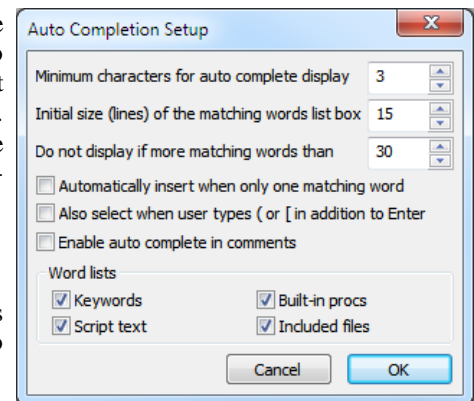 Auto Completion Setup
Minimum characters for auto complete display 3
Initial size (lines) of the matching words list box 15
Do not display if more matching words than 30
Automatically insert when only one matching word
Also select when user types ( or [ in addition to Enter
Enable auto complete in comments
Word lists
Keywords Built-in procs
Script text Included files
Cancel OK